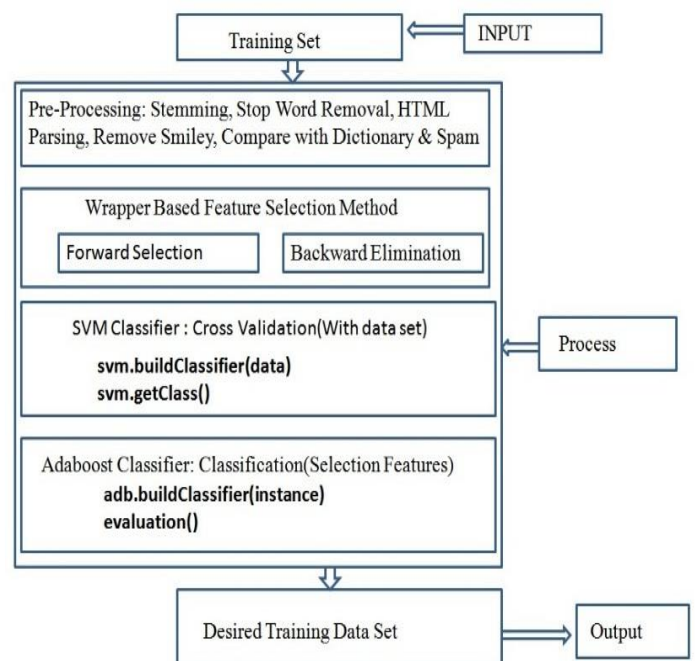 Training Set
INPUT
Pre-Processing: Stemming, Stop Word Removal, HTML
Parsing, Remove Smiley, Compare with Dictionary & Spam
Wrapper Based Feature Selection Method
Forward Selection
Backward Elimination
SVM Classifier : Cross Validation(With data set)
svm.buildClassifier(data)
svm.getClass()
Process
Adaboost Classifier: Classification(Selection Features)
adb.buildClassifier(instance)
evaluation()
Desired Training Data Set
Output